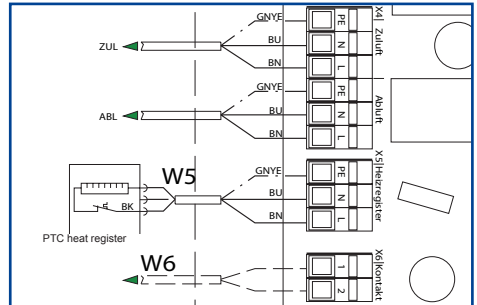 GNYE
PE
X4|
ZUL
BU
N
Zuluft
BN
L
GNYE
PE
ABL
BU
N
Abluft
BN
L
W5
GNYE
PE
X5|Heizregister
BU
N
BK
BN
L
PTC heat register
W6
1
X6|Kontakt
2